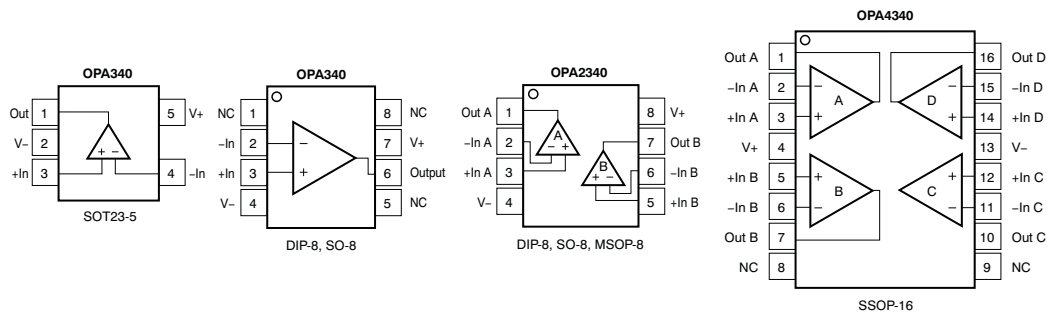 OPA340
Out 1
V– 2
+In 3
5 V+
4 –In
+ –
SOT23-5
OPA340
NC 1
–In 2
+In 3
V– 4
8 NC
7 V+
6 Output
5 NC
–
+
DIP-8, SO-8
OPA2340
Out A 1
–In A 2
+In A 3
V– 4
8 V+
7 Out B
6 –In B
5 +In B
A
– +
B
+ –
DIP-8, SO-8, MSOP-8
OPA4340
Out A 1
–In A 2
+In A 3
V+ 4
+In B 5
–In B 6
Out B 7
NC 8
16 Out D
15 –In D
14 +In D
13 V–
12 +In C
11 –In C
10 Out C
9 NC
– –
A D
+ +
+ +
B C
– –
SSOP-16